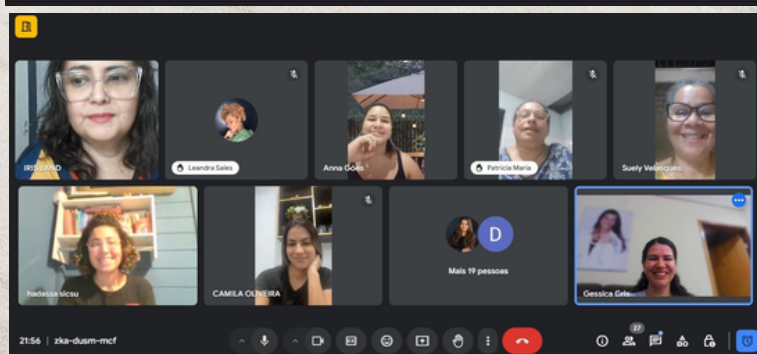 IRIS LAND
Leandra Sales
Anna Góes
Patricia Maria
Suely Velasques
hadassa sicsu
CAMILA OLIVEIRA
D
Mais 19 pessoas
Gessica Gris
21:56 | zka-dusm-mcf
27